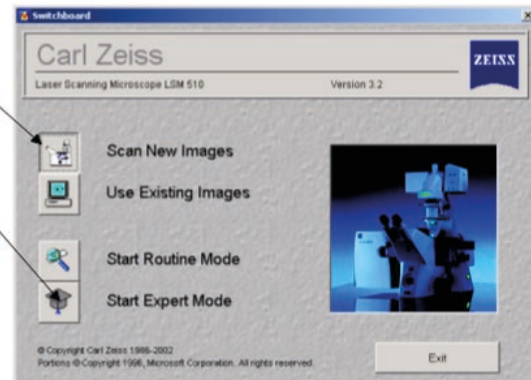 Switchboard
Carl Zeiss
ZEISS
Laser Scanning Microscope LSM 510 Version 3.2
Scan New Images
Use Existing Images
Start Routine Mode
Start Expert Mode
© Copyright Carl Zeiss 1986-2002
Portions © Copyright 1996, Microsoft Corporation. All rights reserved.
Exit